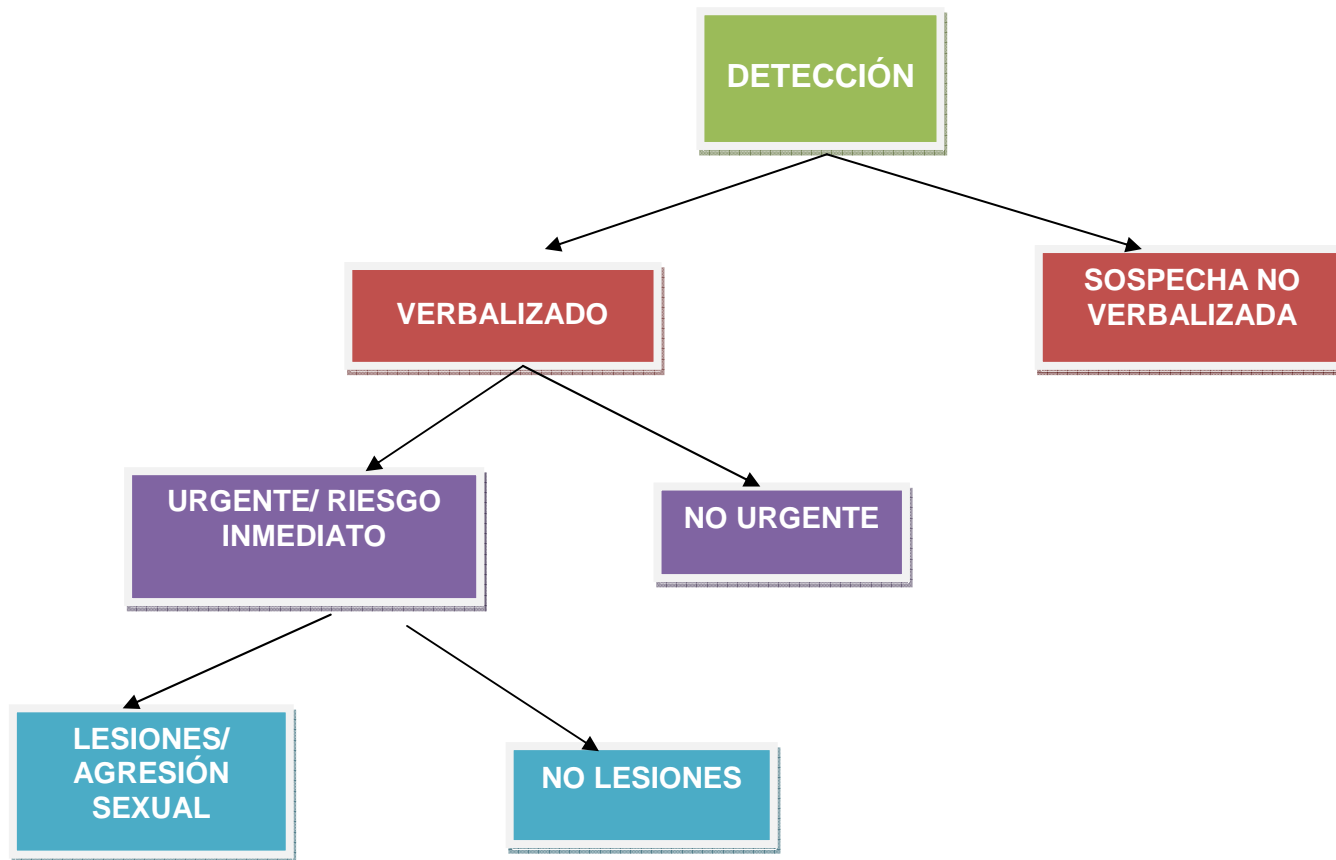 DETECCIÓN
VERBALIZADO
SOSPECHA NO
VERBALIZADA
URGENTE/ RIESGO
INMEDIATO
NO URGENTE
LESIONES/
AGRESIÓN
SEXUAL
NO LESIONES